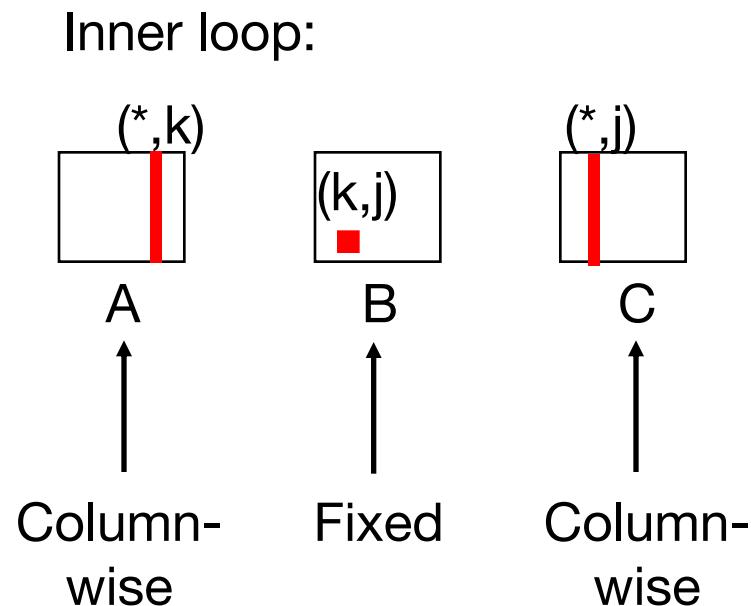 Inner loop:
(*,k)
(k,j)
(*,j)
A
B
C
Column-
wise
Fixed
Column-
wise